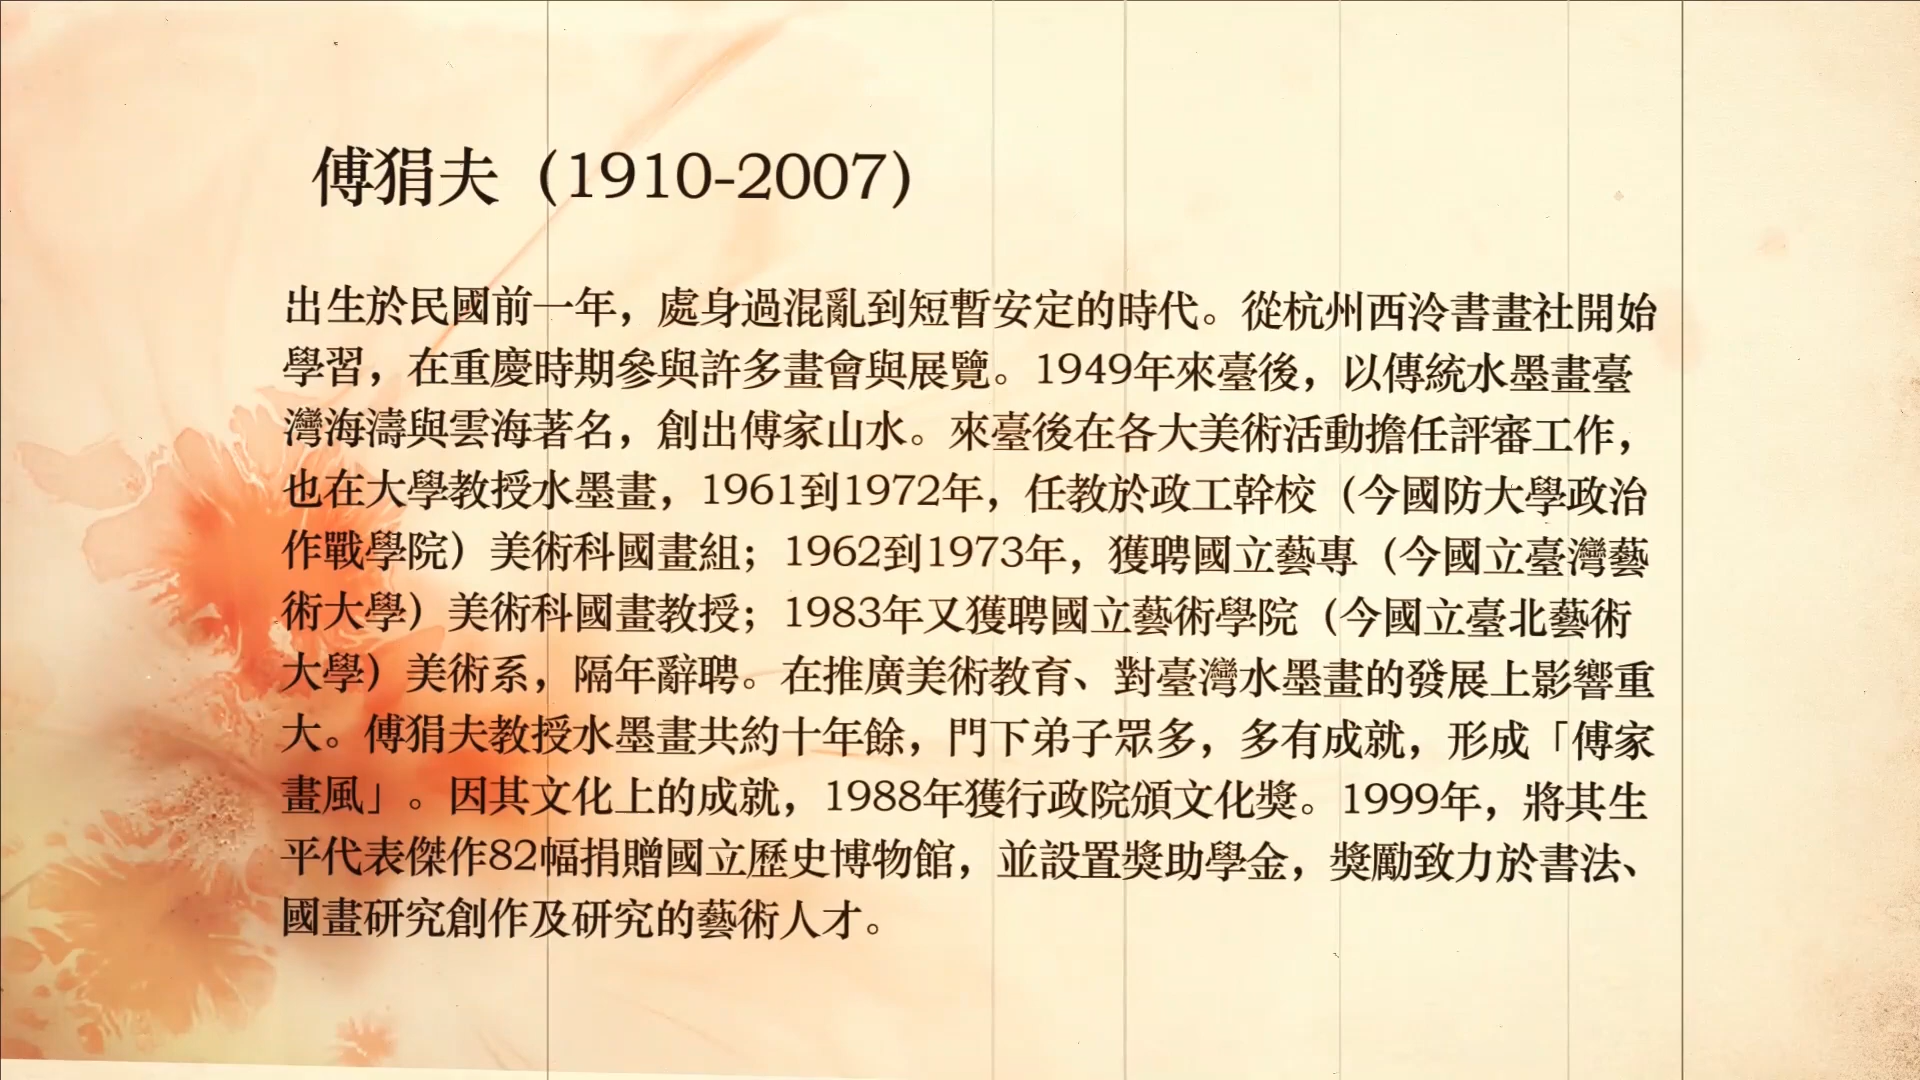 傅狷夫（1910-2007）
出生於民國前一年，處身過混亂到短暫安定的時代。從杭州西泠書畫社開始
學習，在重慶時期參與許多畫會與展覽。1949年來臺後，以傳統水墨畫臺
灣海濤與雲海著名，創出傅家山水。來臺後在各大美術活動擔任評審工作，
也在大學教授水墨畫，1961到1972年，任教於政工幹校（今國防大學政治
作戰學院）美術科國畫組；1962到1973年，獲聘國立藝專（今國立臺灣藝
術大學）美術科國畫教授；1983年又獲聘國立藝術學院（今國立臺北藝術
大學）美術系，隔年辭聘。在推廣美術教育、對臺灣水墨畫的發展上影響重
大。傅狷夫教授水墨畫共約十年餘，門下弟子眾多，多有成就，形成「傅家
畫風」。因其文化上的成就，1988年獲行政院頒文化獎。1999年，將其生
平代表傑作82幅捐贈國立歷史博物館，並設置獎助學金，獎勵致力於書法、
國畫研究創作及研究的藝術人才。